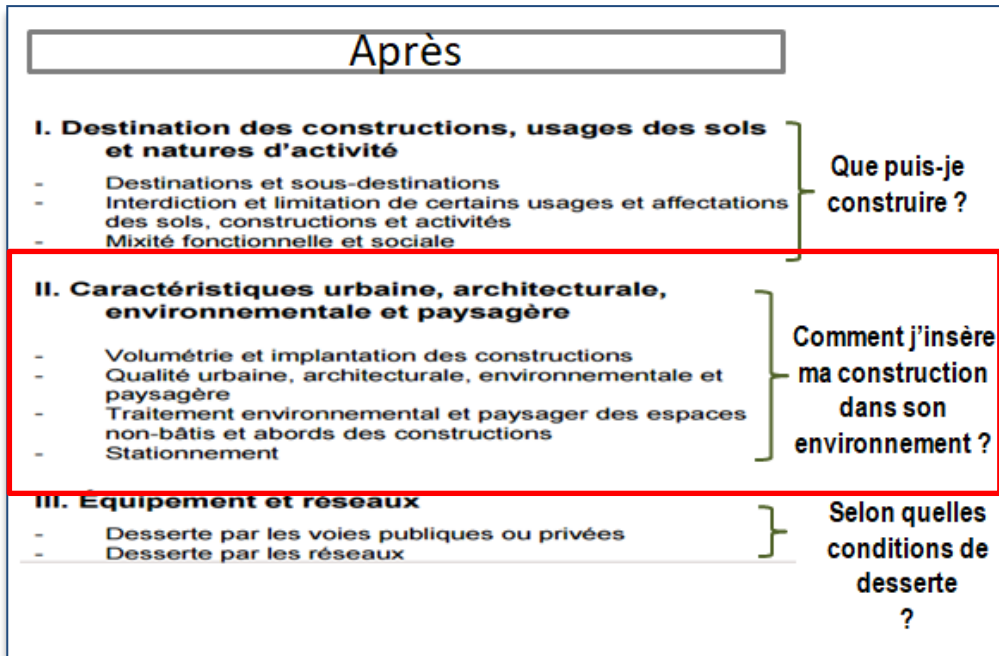 Après
I. Destination des constructions, usages des sols
et natures d'activité
- Destinations et sous-destinations
- Interdiction et limitation de certains usages et affectations
des sols, constructions et activités
- Mixité fonctionnelle et sociale
Que puis-je
construire ?
II. Caractéristiques urbaine, architecturale,
environnementale et paysagère
- Volumétrie et implantation des constructions
- Qualité urbaine, architecturale, environnementale et
paysagère
- Traitement environnemental et paysager des espaces
non-bâtis et abords des constructions
- Stationnement
Comment j'insère
ma construction
dans son
environnement ?
III. Équipement et réseaux
- Desserte par les voies publiques ou privées
- Desserte par les réseaux
Selon quelles
conditions de
desserte
?